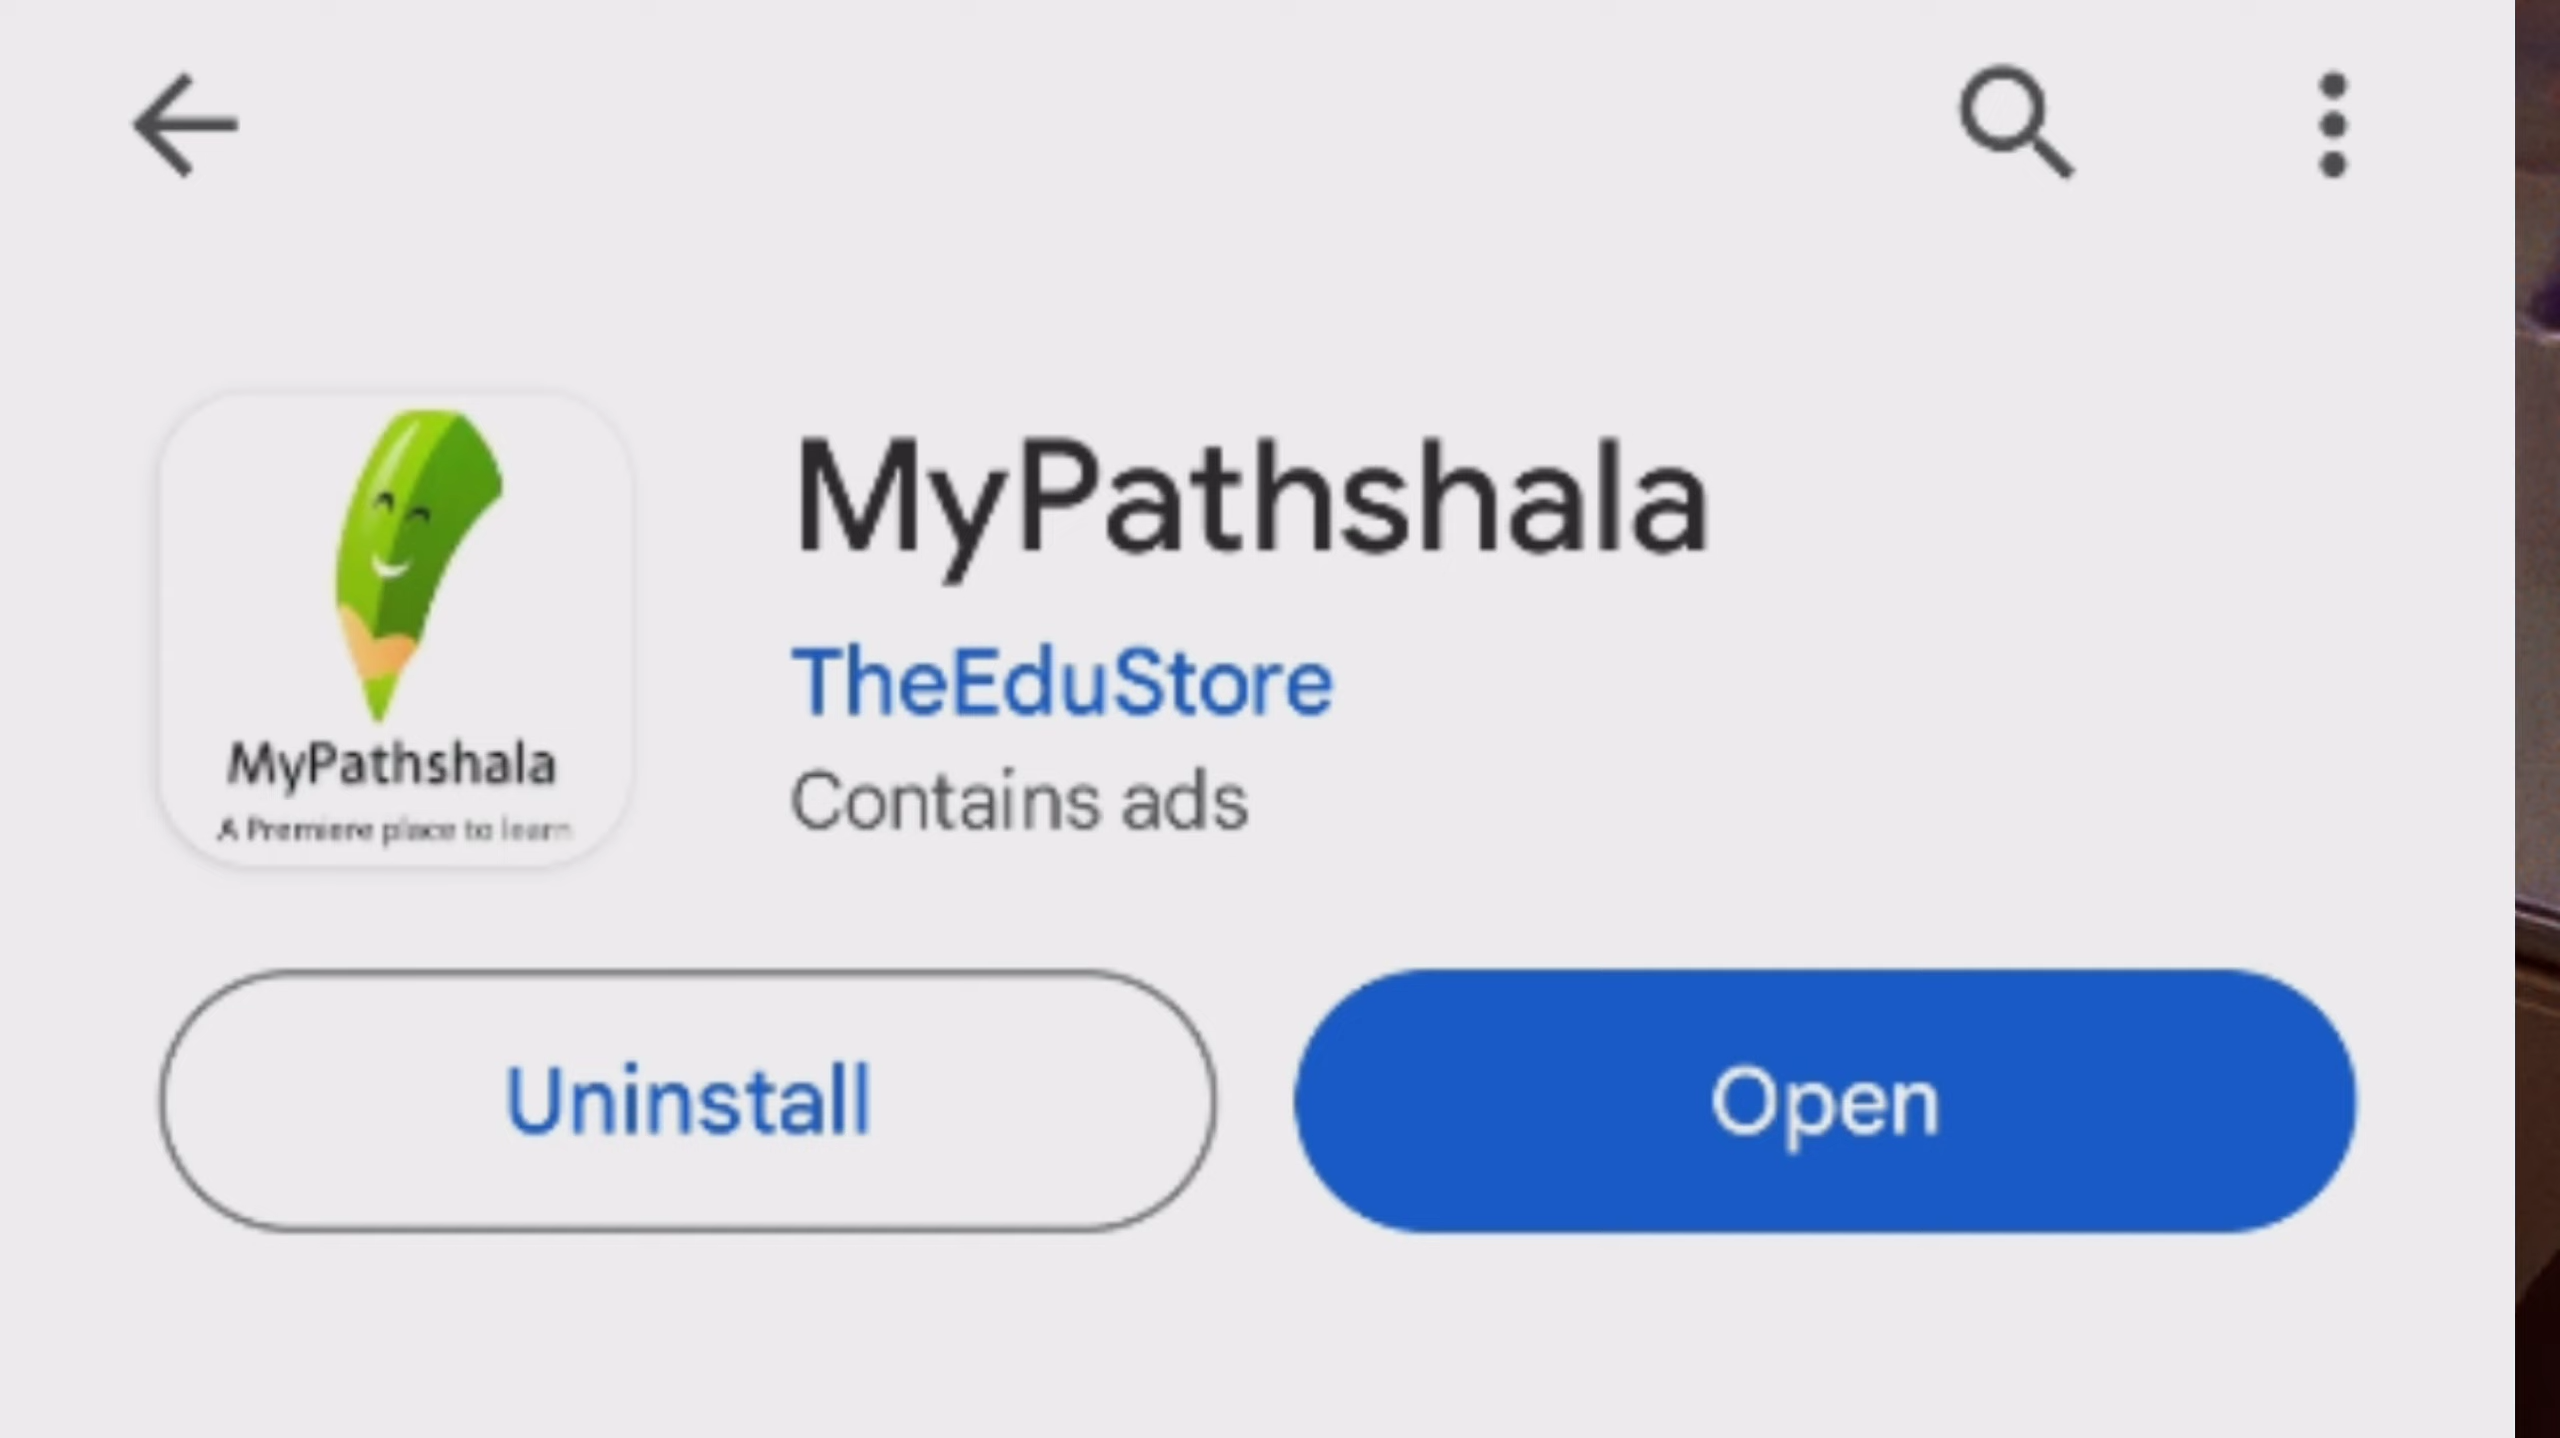 MyPathshala
TheEduStore
Contains ads
MyPathshala
A Premiere place to learn
Uninstall
Open